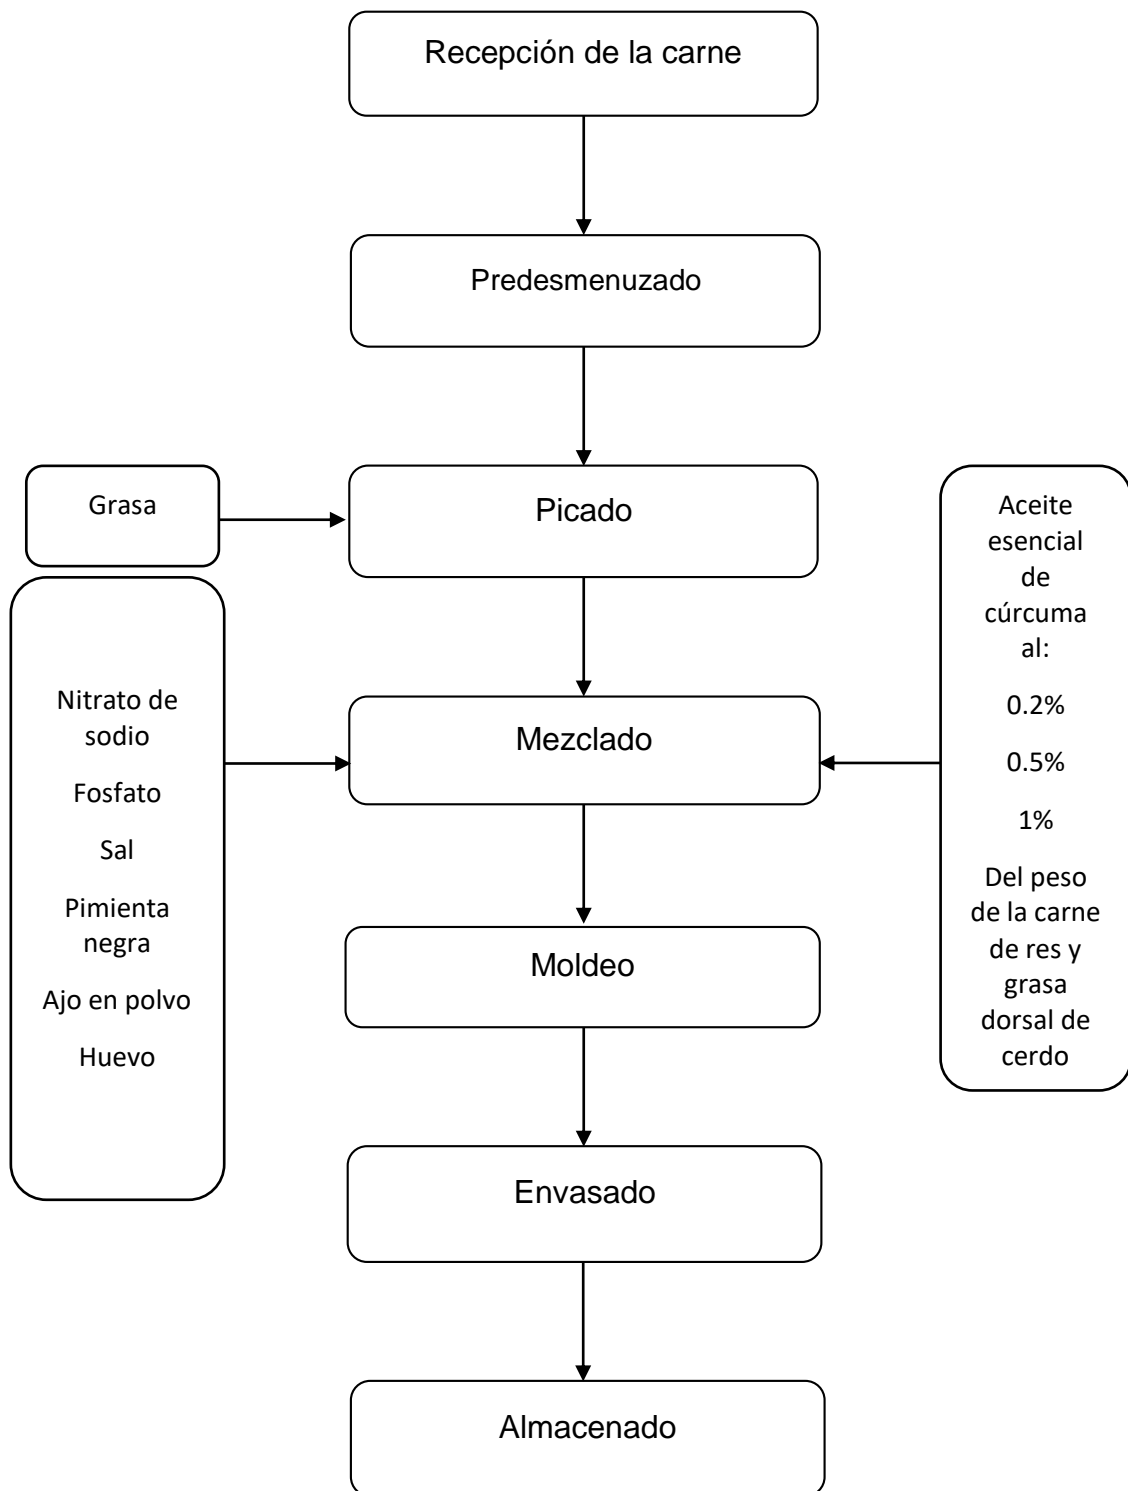 Recepción de la carne
Predesmenuzado
Grasa
Picado
Nitrato de
sodio
Fosfato
Sal
Pimienta
negra
Ajo en polvo
Huevo
Mezclado
Aceite
esencial
de
cúrcuma
al:
0.2%
0.5%
1%
Del peso
de la carne
de res y
grasa
dorsal de
cerdo
Moldeo
Envasado
Almacenado